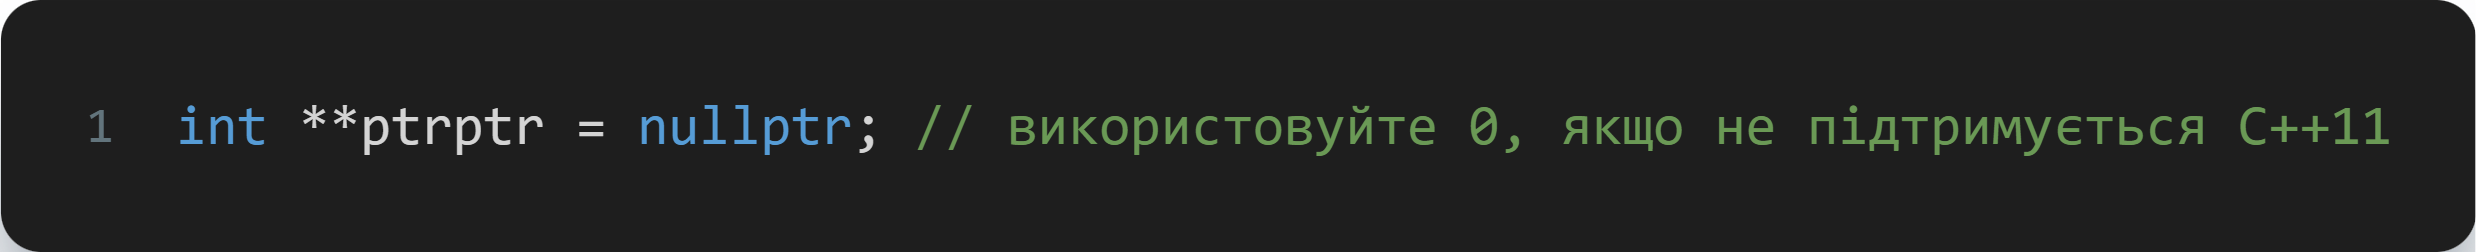 1 int **ptrptr = nullptr; // використовуйте 0, якщо не підтримується C++11